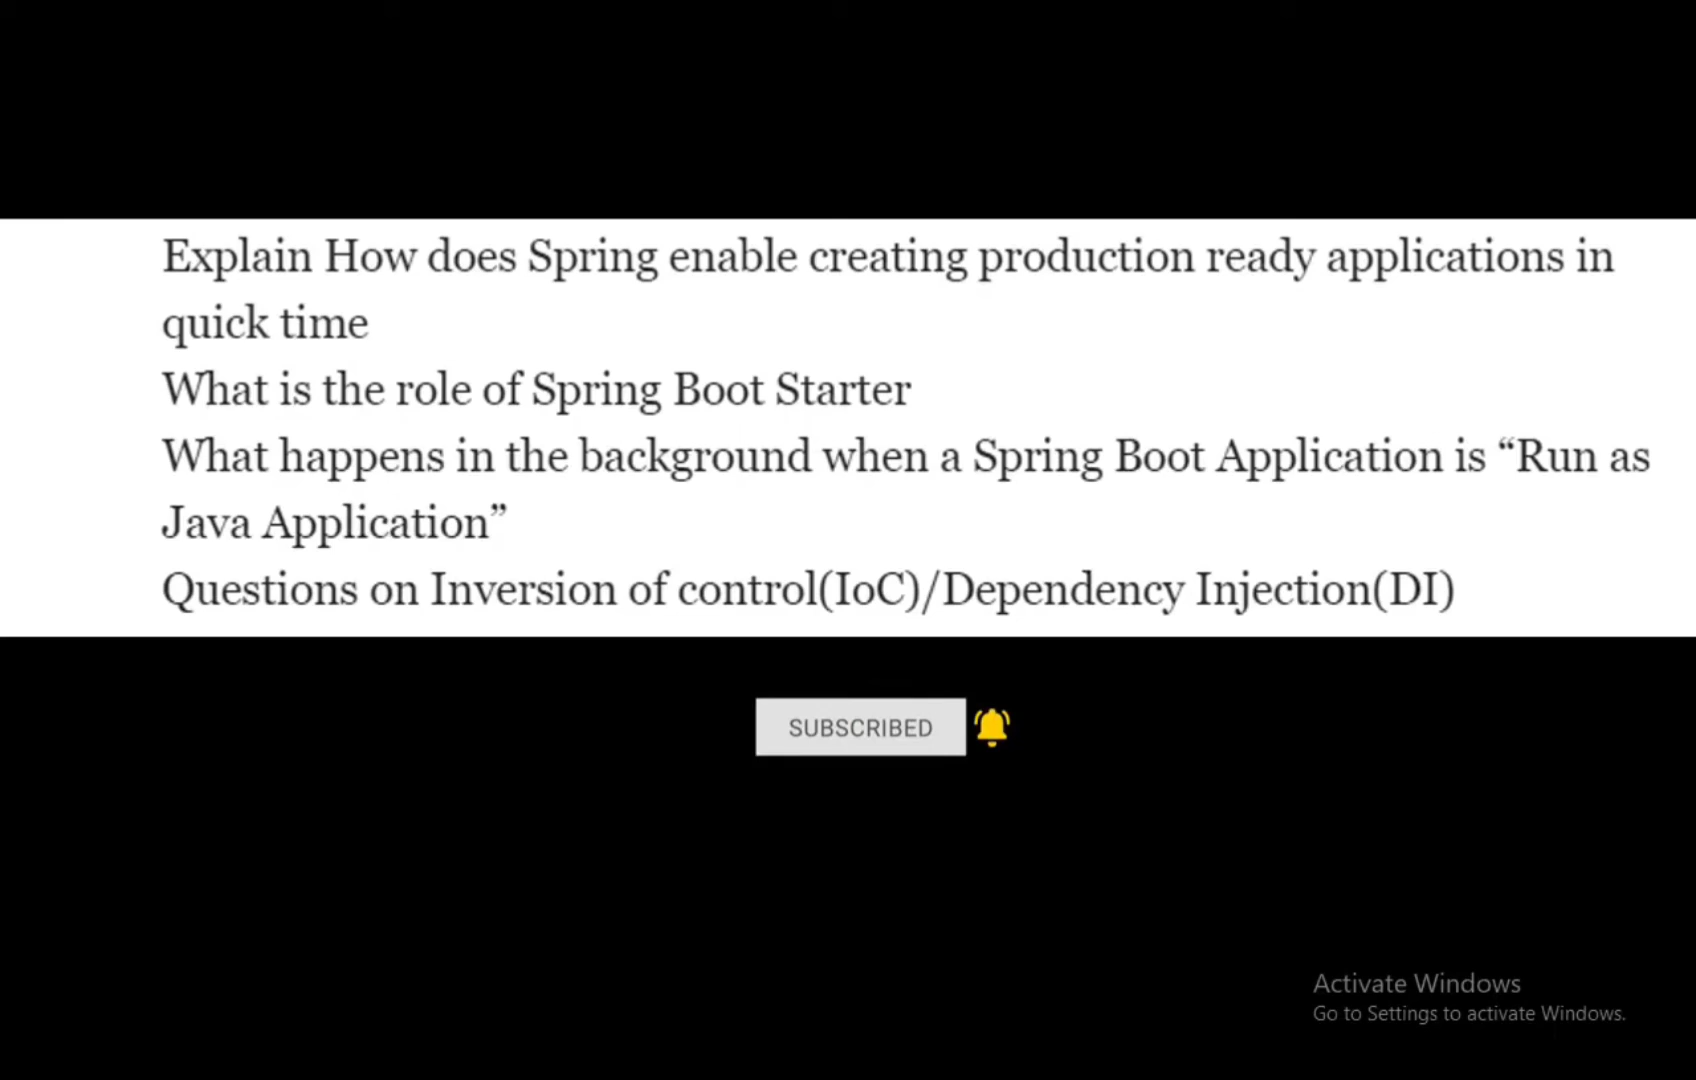 Explain How does Spring enable creating production ready applications in
quick time
What is the role of Spring Boot Starter
What happens in the background when a Spring Boot Application is “Run as
Java Application”
Questions on Inversion of control(IoC)/Dependency Injection(DI)
SUBSCRIBED
Activate Windows
Go to Settings to activate Windows.